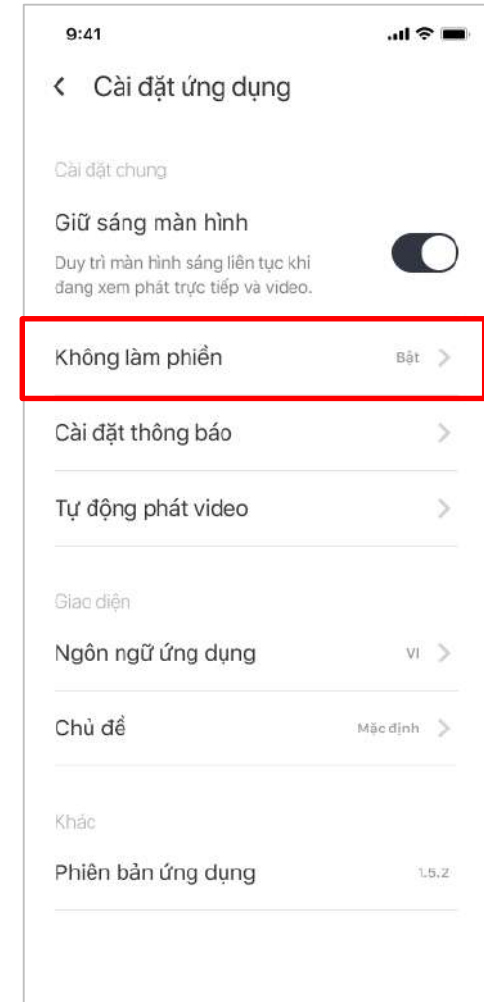 9:41
Cài đặt ứng dụng
Cài đặt chung
Giữ sáng màn hình
Duy trì màn hình sáng liên tục khi
đang xem phát trực tiếp và video.
Không làm phiền Bật
Cài đặt thông báo
Tự động phát video
Giao diện
Ngôn ngữ ứng dụng VI
Chủ đề Mặc định
Khác
Phiên bản ứng dụng 1.5.2